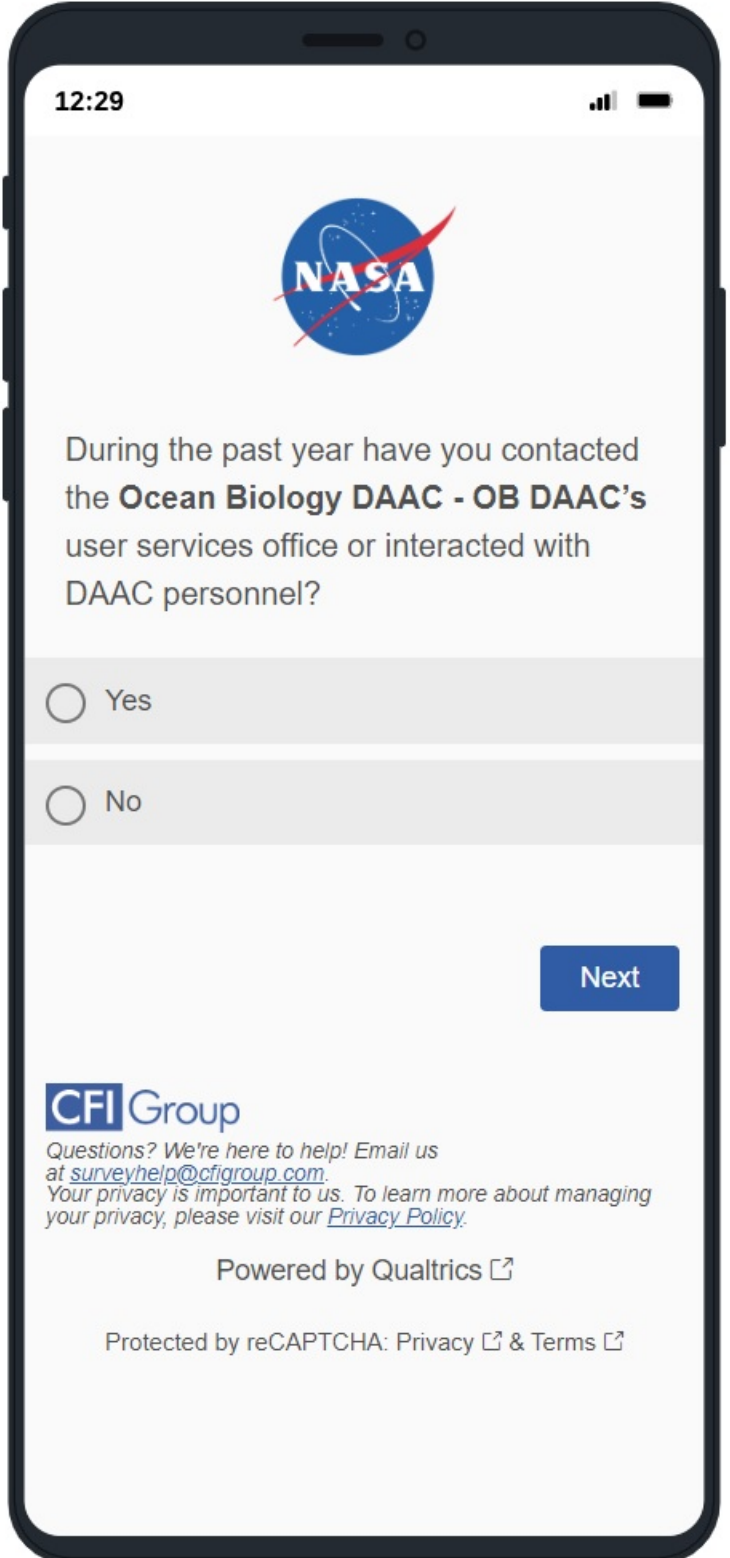 12:29
NASA
During the past year have you contacted
the Ocean Biology DAAC - OB DAAC’s
user services office or interacted with
DAAC personnel?
Yes
No
Next
CFI Group
Questions? We're here to help! Email us
at surveyhelp@cfigroup.com.
Your privacy is important to us. To learn more about managing
your privacy, please visit our Privacy Policy.
Powered by Qualtrics
Protected by reCAPTCHA: Privacy & Terms